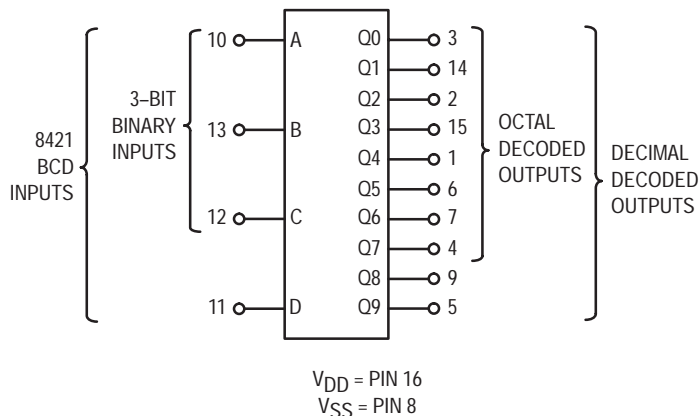 8421
BCD
INPUTS
3–BIT
BINARY
INPUTS
10
13
12
11
A
B
C
D
Q0
Q1
Q2
Q3
Q4
Q5
Q6
Q7
Q8
Q9
3
14
2
15
1
6
7
4
9
5
OCTAL
DECODED
OUTPUTS
DECIMAL
DECODED
OUTPUTS
VDD = PIN 16
VSS = PIN 8